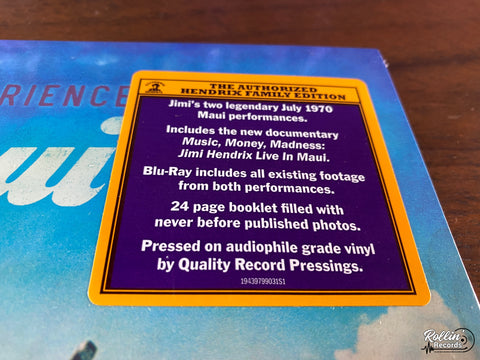 RIENCE
ui
THE AUTHORIZED
HENDRIX FAMILY EDITION
Jimi's two legendary July 1970
Maui performances.
Includes the new documentary
Music, Money, Madness:
Jimi Hendrix Live In Maui.
Blu-Ray includes all existing footage
from both performances.
24 page booklet filled with
never before published photos.
Pressed on audiophile grade vinyl
by Quality Record Pressings.
19439799031S1
Rollin'
Records